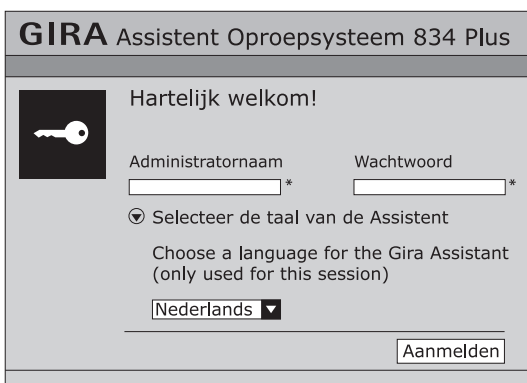 GIRA Assistent Oproepsysteem 834 Plus
Hartelijk welkom!
Administratornaam Wachtwoord
* *
Selecteer de taal van de Assistent
Choose a language for the Gira Assistant
(only used for this session)
Nederlands
Aanmelden